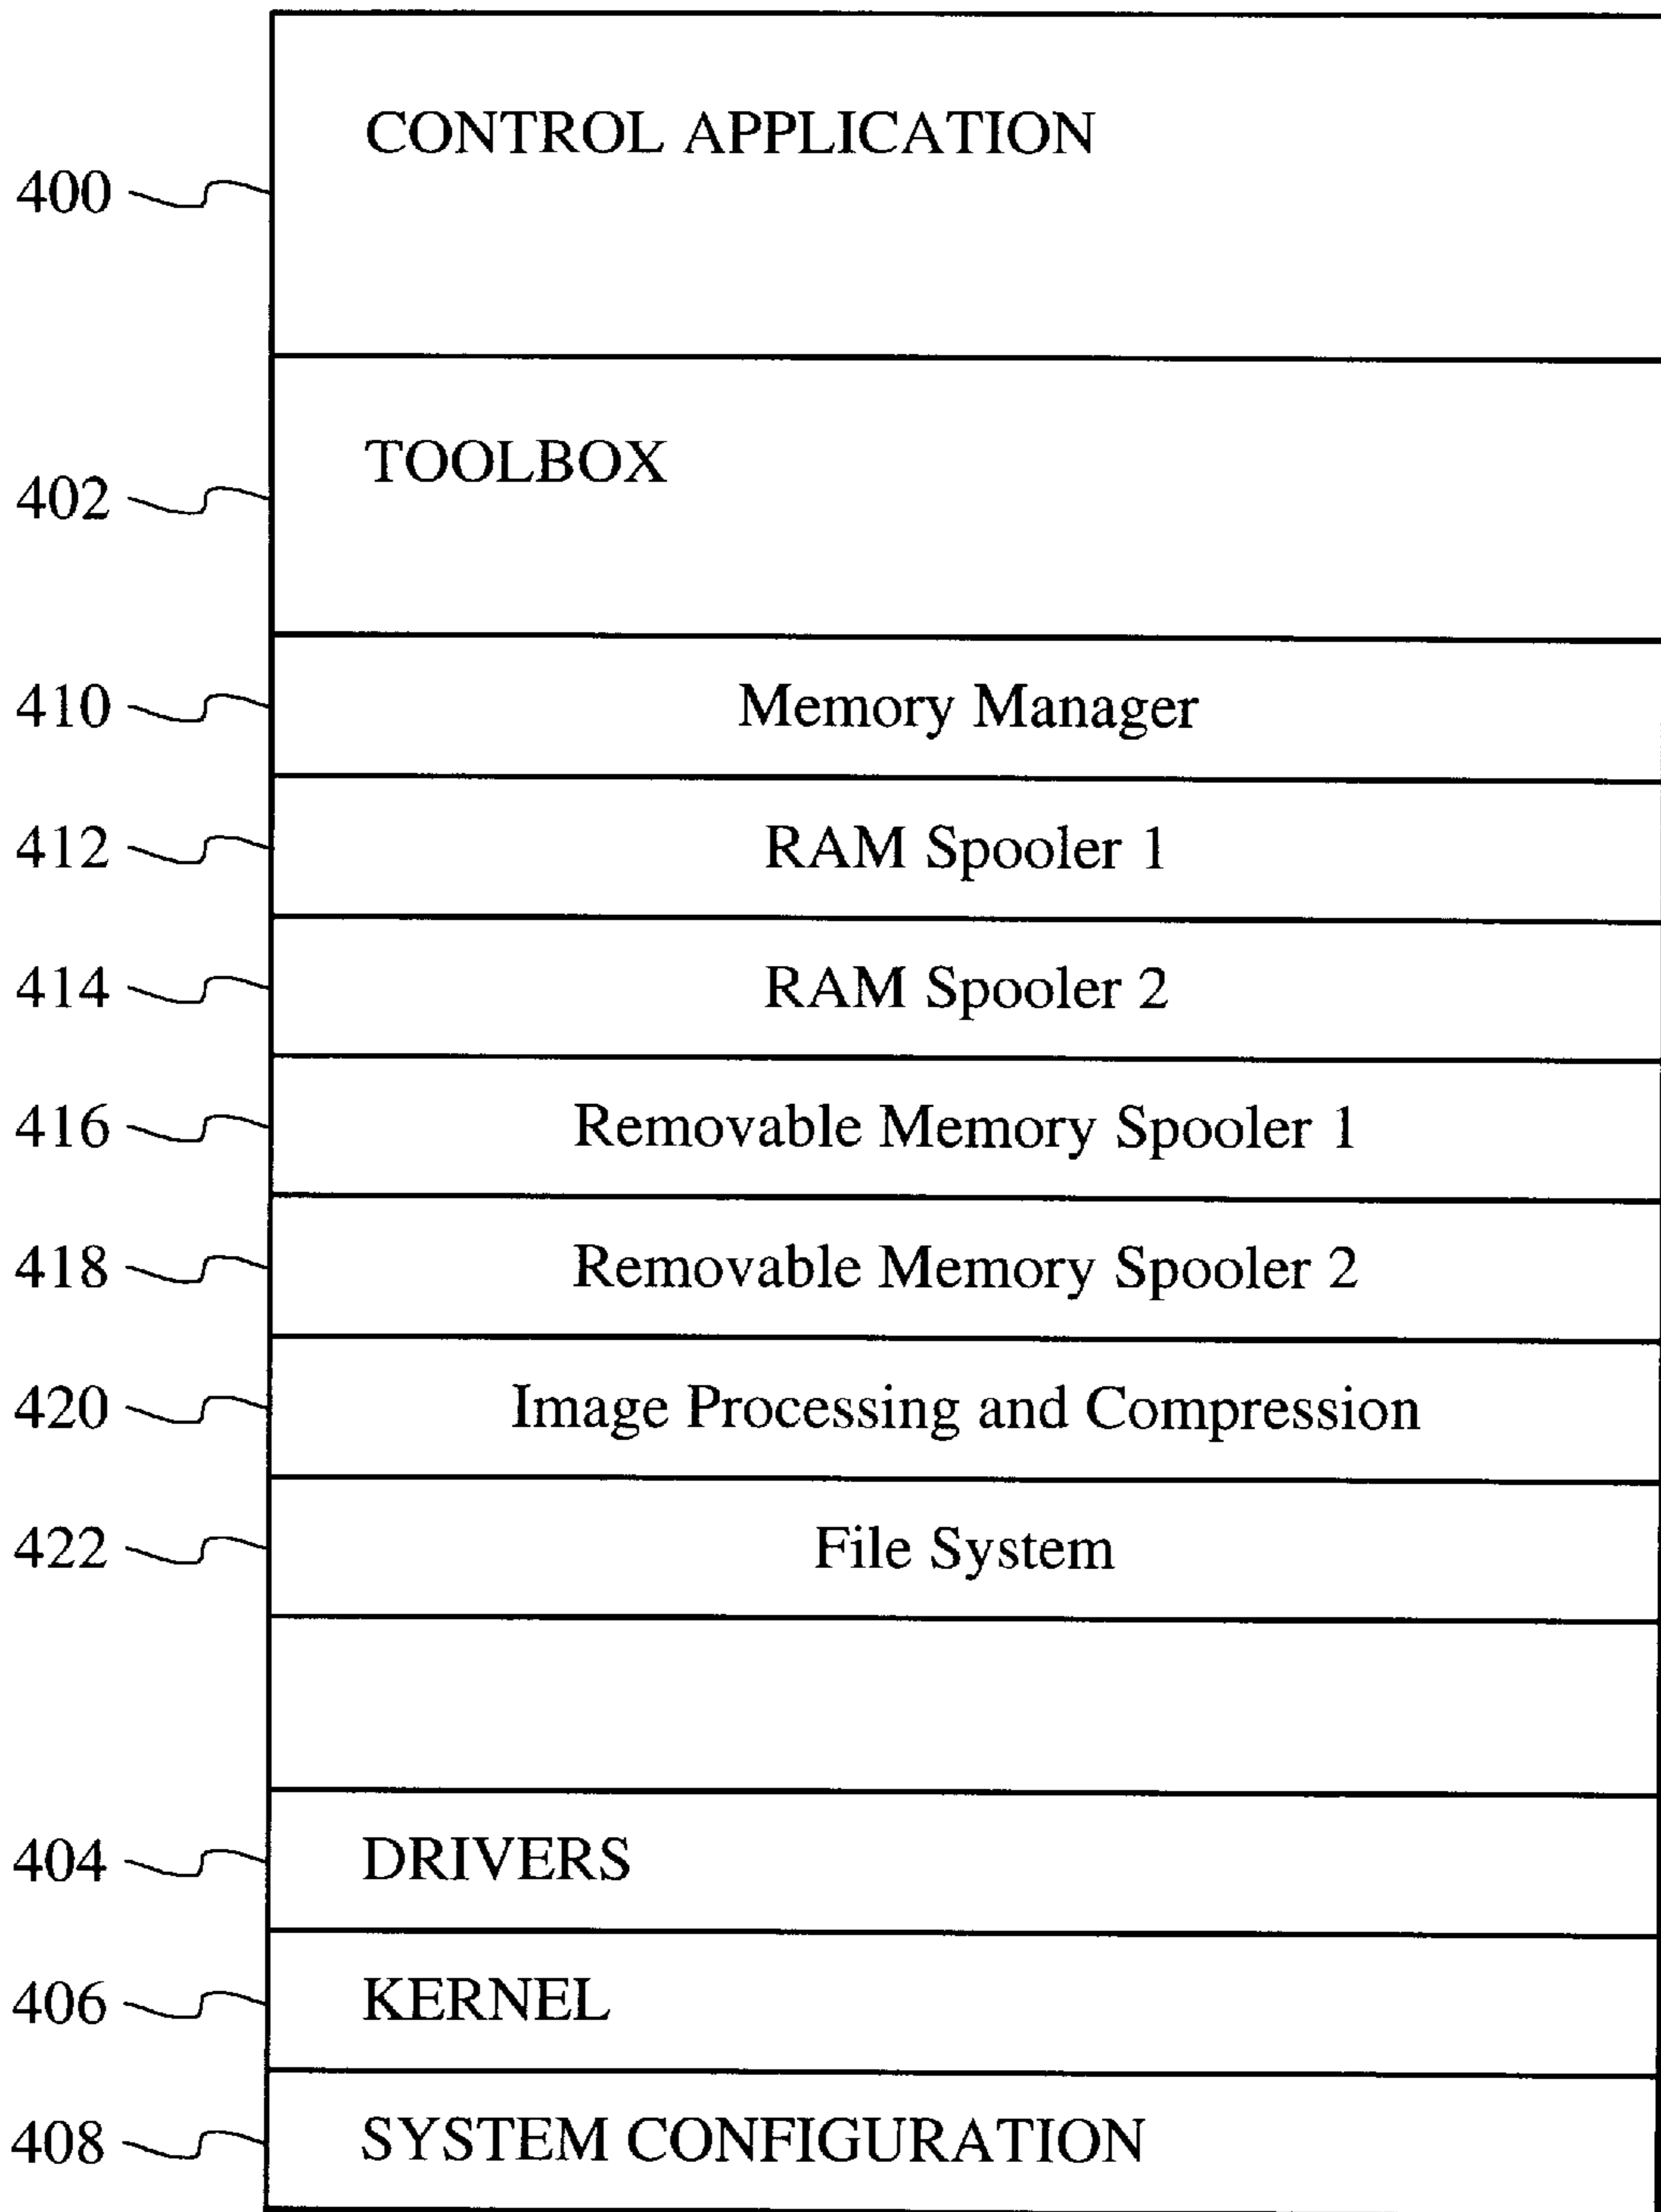 400 CONTROL APPLICATION
402 TOOLBOX
410 Memory Manager
412 RAM Spooler 1
414 RAM Spooler 2
416 Removable Memory Spooler 1
418 Removable Memory Spooler 2
420 Image Processing and Compression
422 File System
404 DRIVERS
406 KERNEL
408 SYSTEM CONFIGURATION